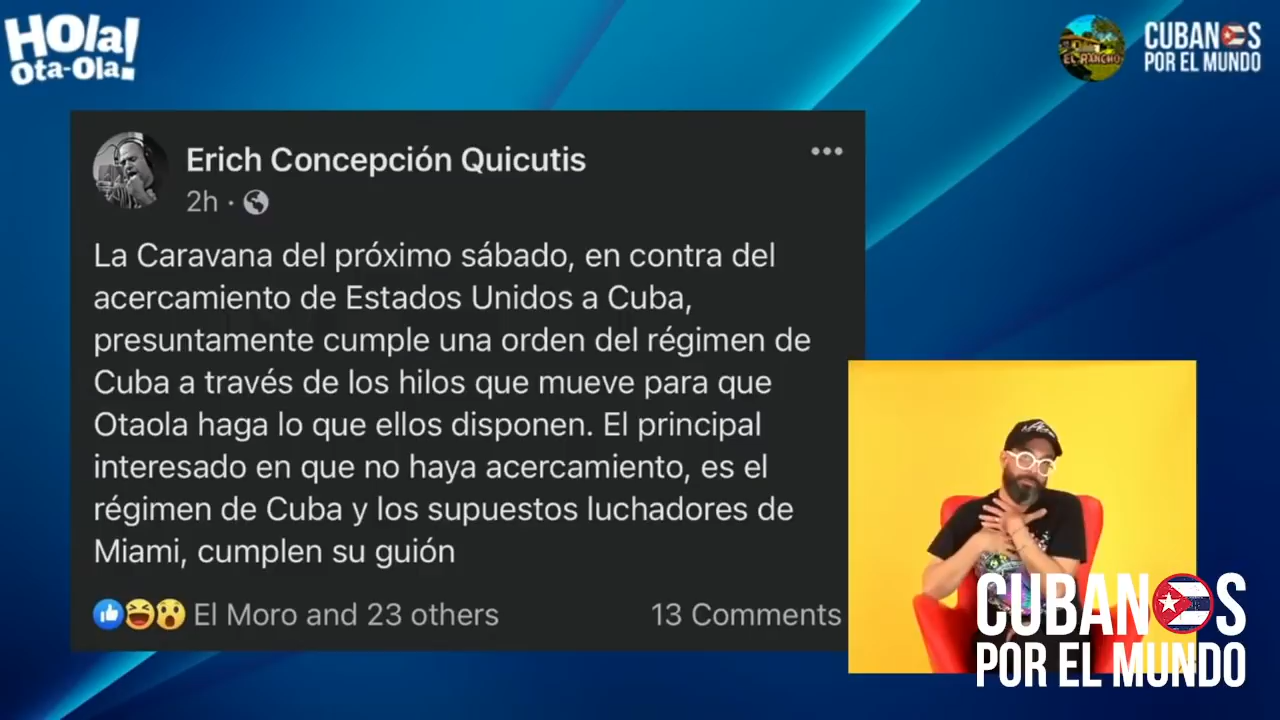 HOla!
Ota-Ola!
EL RANCHO
CUBANOS
POR EL MUNDO
Erich Concepción Quicutis
2h ·
La Caravana del próximo sábado, en contra del
acercamiento de Estados Unidos a Cuba,
presuntamente cumple una orden del régimen de
Cuba a través de los hilos que mueve para que
Otaola haga lo que ellos disponen. El principal
interesado en que no haya acercamiento, es el
régimen de Cuba y los supuestos luchadores de
Miami, cumplen su guión
El Moro and 23 others
13 Comments
CUBANOS
POR EL MUNDO